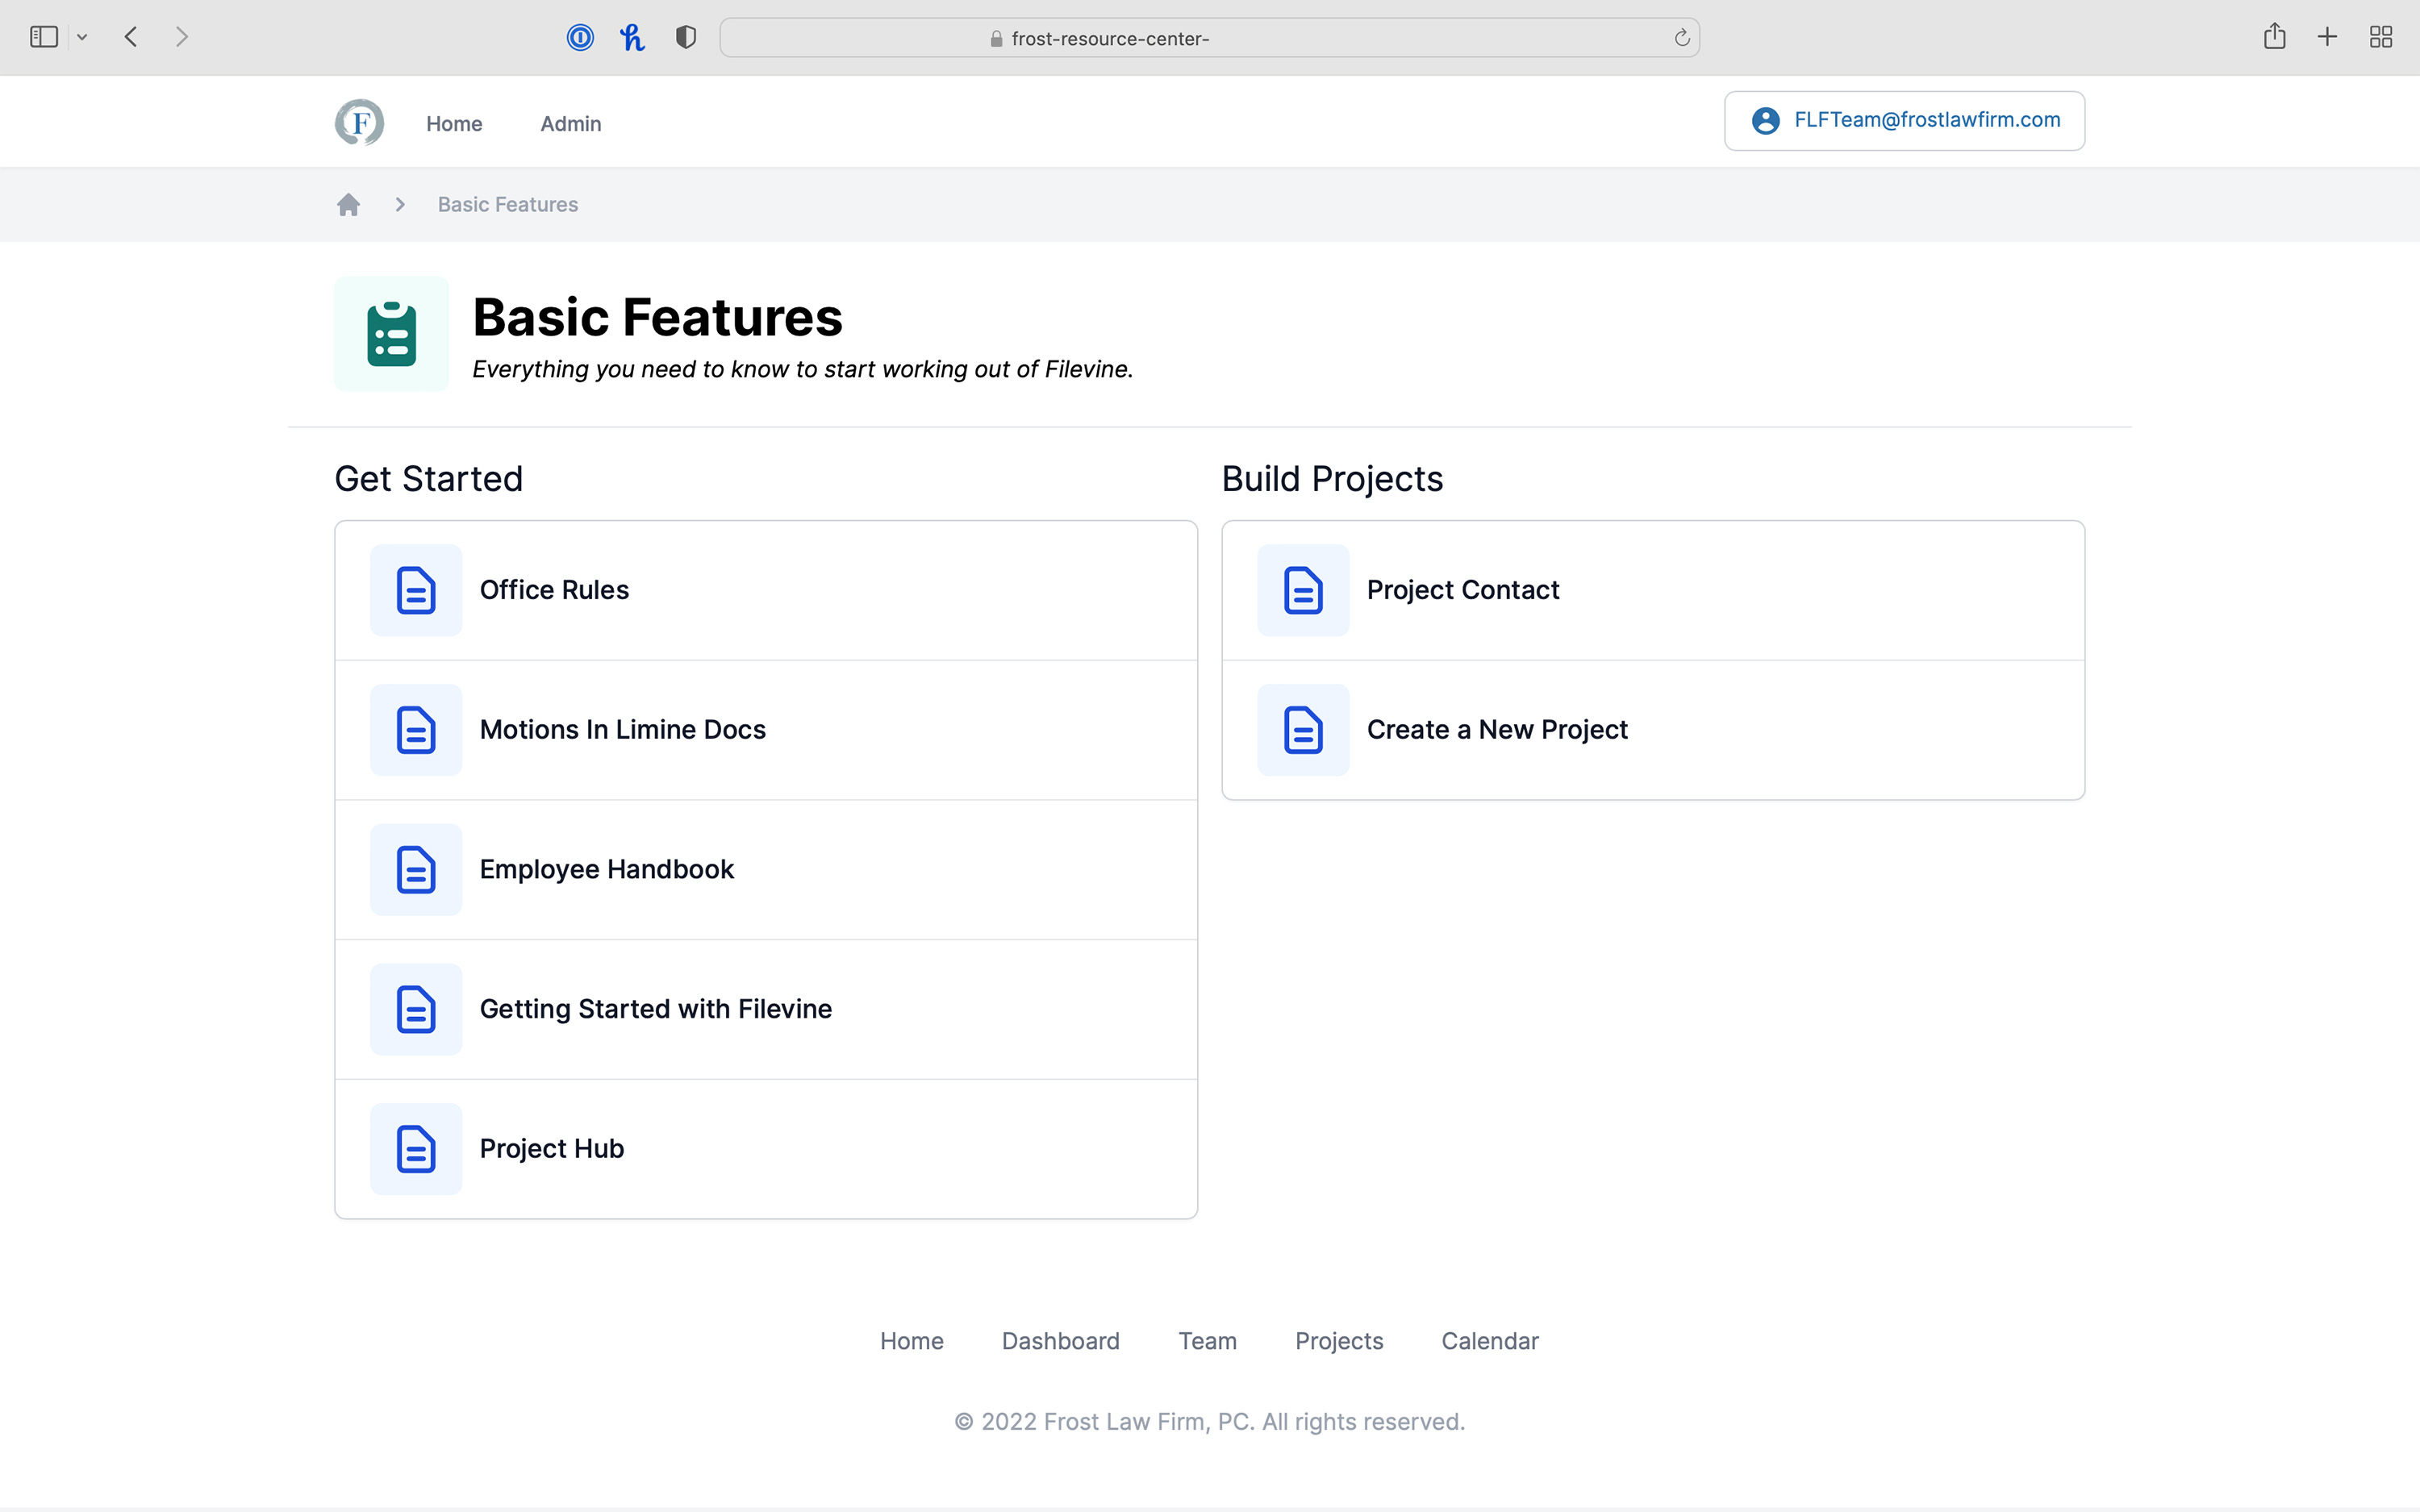 frost-resource-center-
F
Home
Admin
FLFTeam@frostlawfirm.com
Basic Features
Basic Features
Everything you need to know to start working out of Filevine.
Get Started
Office Rules
Motions In Limine Docs
Employee Handbook
Getting Started with Filevine
Project Hub
Build Projects
Project Contact
Create a New Project
Home
Dashboard
Team
Projects
Calendar
© 2022 Frost Law Firm, PC. All rights reserved.